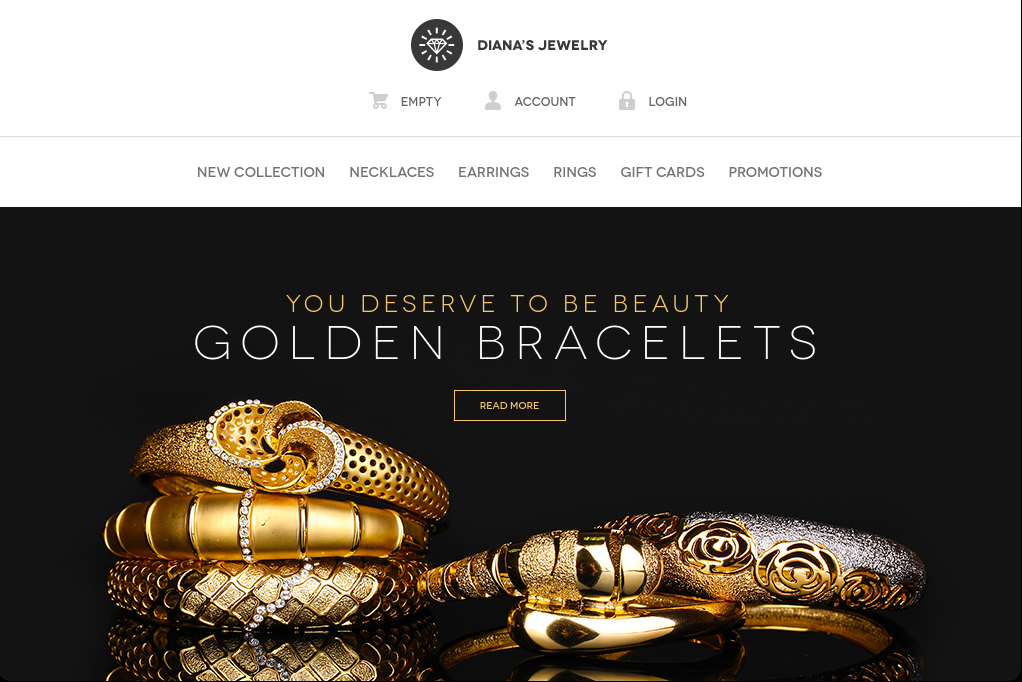 DIANA'S JEWELRY
EMPTY ACCOUNT LOGIN
NEW COLLECTION NECKLACES EARRINGS RINGS GIFT CARDS PROMOTIONS
YOU DESERVE TO BE BEAUTY
GOLDEN BRACELETS
READ MORE